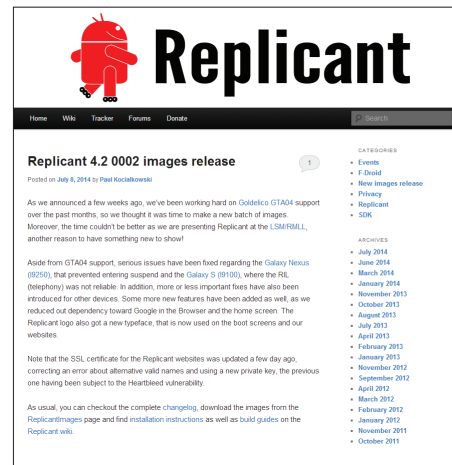 Replicant
Home Wiki Tracker Forums Donate Search
Replicant 4.2 0002 images release
1
Posted on July 8, 2014 by Paul Kocialkowski
As we announced a few weeks ago, we've been working hard on Goldelico GTA04 support
over the past months, so we thought it was time to make a new batch of images.
Moreover, the time couldn't be better as we are presenting Replicant at the LSM/RMLL,
another reason to have something new to show!
Aside from GTA04 support, serious issues have been fixed regarding the Galaxy Nexus
(I9250), that prevented entering suspend and the Galaxy S (I9100), where the RIL
(telephony) was not reliable. In addition, more or less important fixes have also been
introduced for other devices. Some more new features have been added as well, as we
reduced out dependency toward Google in the Browser and the home screen. The
Replicant logo also got a new typeface, that is now used on the boot screens and our
websites.
Note that the SSL certificate for the Replicant websites was updated a few day ago,
correcting an error about alternative valid names and using a new private key, the previous
one having been subject to the Heartbleed vulnerability.
As usual, you can checkout the complete changelog, download the images from the
ReplicantImages page and find installation instructions as well as build guides on the
Replicant wiki.
CATEGORIES
Events
F-Droid
New images release
Privacy
Replicant
SDK
ARCHIVES
July 2014
June 2014
March 2014
January 2014
November 2013
October 2013
August 2013
July 2013
April 2013
February 2013
January 2013
November 2012
September 2012
April 2012
March 2012
February 2012
January 2012
November 2011
October 2011